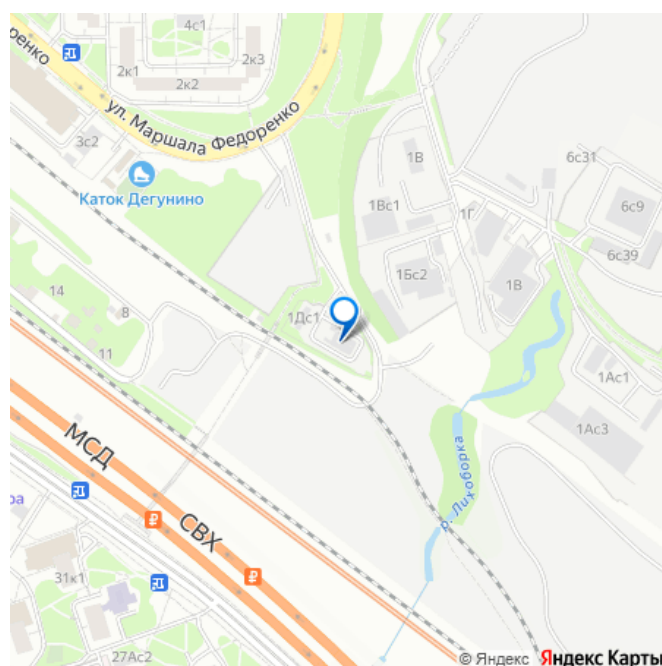 4с1
2к3
2к1
2к2
ренко
ул. Маршала Федоренко
3с2
Каток Дегунино
1В
6с31
1Вс1
1Г
6с9
6с39
1Бс2
1В
14
8
11
1Дс1
1Ас1
1Ас3
МСД
СВХ
р. Лихоборка
ра
31к1
27Ас2
© Яндекс Яндекс Карты